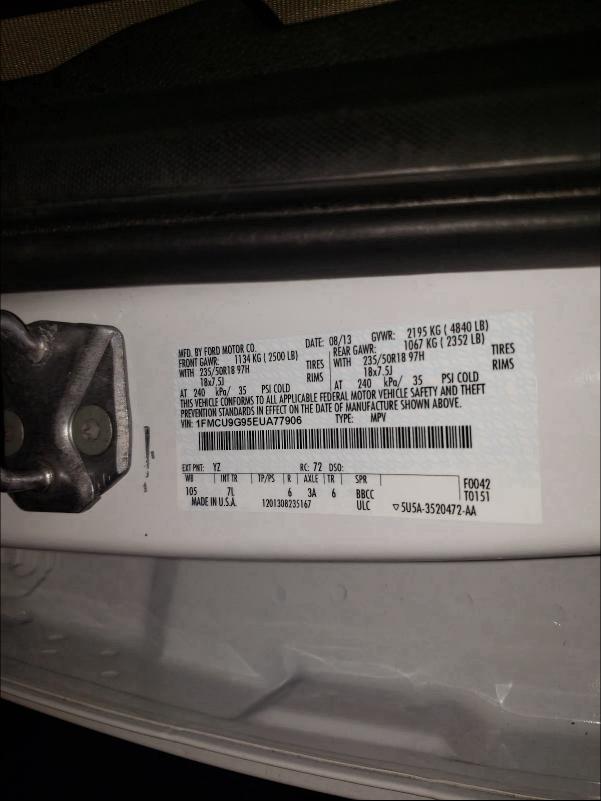 MFD. BY FORD MOTOR CO. DATE: 08/13 GVWR: 2195 KG ( 4840 LB)
FRONT GAWR: 1134 KG ( 2500 LB) REAR GAWR: 1067 KG ( 2352 LB)
WITH 235/50R18 97H TIRES WITH 235/50R18 97H TIRES
18x7.5J RIMS 18x7.5J RIMS
AT 240 kPa/ 35 PSI COLD AT 240 kPa/ 35 PSI COLD
THIS VEHICLE CONFORMS TO ALL APPLICABLE FEDERAL MOTOR VEHICLE SAFETY AND THEFT
PREVENTION STANDARDS IN EFFECT ON THE DATE OF MANUFACTURE SHOWN ABOVE.
VIN: 1FMCU9G95EUA77906 TYPE: MPV
EXT PNT: YZ RC: 72 DSO:
WB INT TR TP/PS R AXLE TR SPR F0042
105 7L 6 3A 6 BBCC T0151
MADE IN U.S.A. 1201308235167 ULC ▽5U5A-3520472-AA